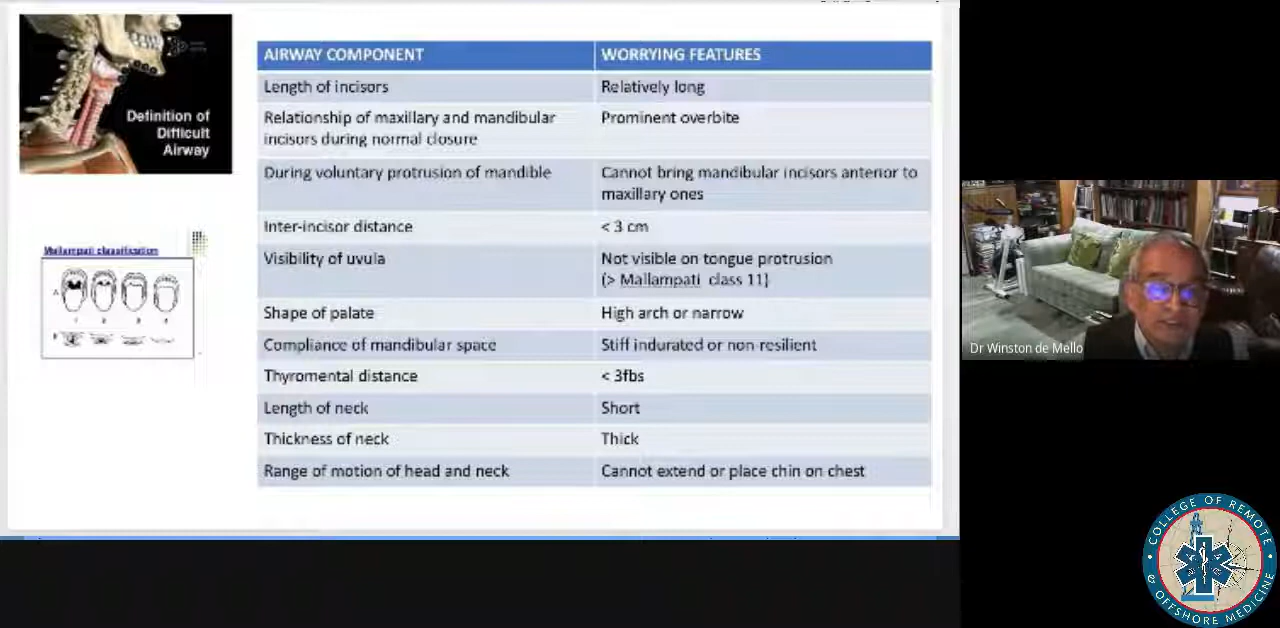 Definition of
Difficult
Airway
Mallampati classification
1 2 3 4
AIRWAY COMPONENT WORRYING FEATURES
Length of incisors Relatively long
Relationship of maxillary and mandibular Prominent overbite
incisors during normal closure
During voluntary protrusion of mandible Cannot bring mandibular incisors anterior to
maxillary ones
Inter-incisor distance < 3 cm
Visibility of uvula Not visible on tongue protrusion
(> Mallampati class 11)
Shape of palate High arch or narrow
Compliance of mandibular space Stiff indurated or non-resilient
Thyromental distance < 3fbs
Length of neck Short
Thickness of neck Thick
Range of motion of head and neck Cannot extend or place chin on chest
Dr Winston de Mello
COLLEGE OF REMOTE
& OFFSHORE MEDICINE